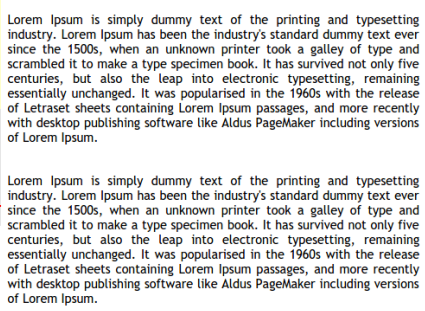 Lorem Ipsum is simply dummy text of the printing and typesetting
industry. Lorem Ipsum has been the industry's standard dummy text ever
since the 1500s, when an unknown printer took a galley of type and
scrambled it to make a type specimen book. It has survived not only five
centuries, but also the leap into electronic typesetting, remaining
essentially unchanged. It was popularised in the 1960s with the release
of Letraset sheets containing Lorem Ipsum passages, and more recently
with desktop publishing software like Aldus PageMaker including versions
of Lorem Ipsum.
Lorem Ipsum is simply dummy text of the printing and typesetting
industry. Lorem Ipsum has been the industry's standard dummy text ever
since the 1500s, when an unknown printer took a galley of type and
scrambled it to make a type specimen book. It has survived not only five
centuries, but also the leap into electronic typesetting, remaining
essentially unchanged. It was popularised in the 1960s with the release
of Letraset sheets containing Lorem Ipsum passages, and more recently
with desktop publishing software like Aldus PageMaker including versions
of Lorem Ipsum.